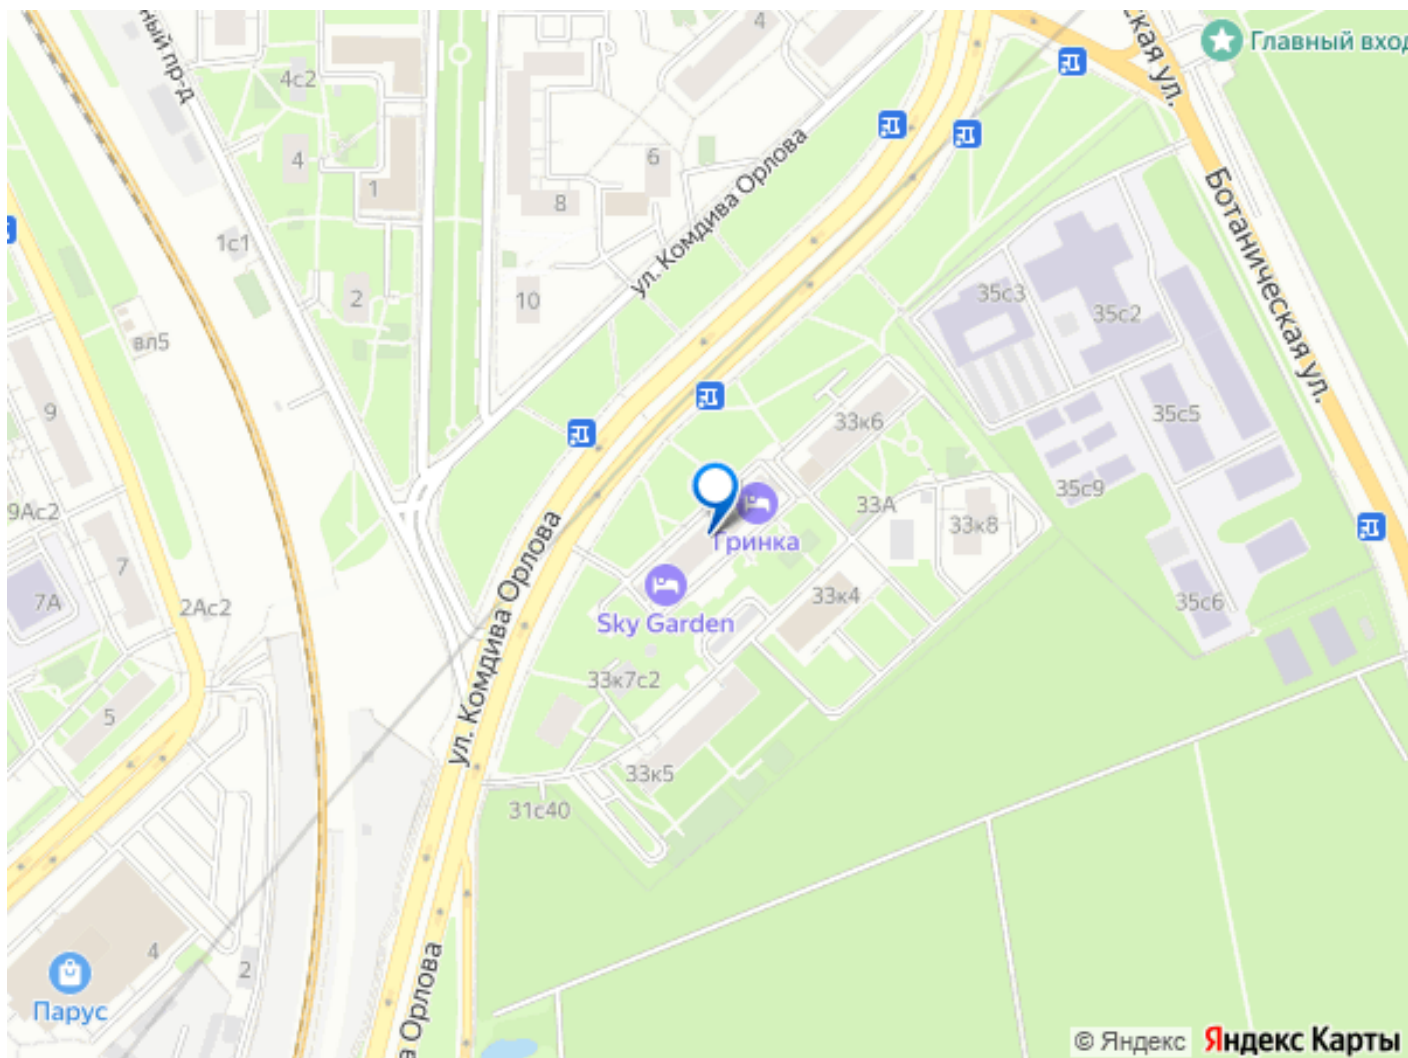 ный пр-д
4с2
4
ская ул.
Главный вход
4
1
6
8
ул. Комдива Орлова
Ботаническая ул.
1с1
2
10
вл5
35с3
35с2
9
33к6
35с5
35с9
9Ас2
33А
33к8
Гринка
7
7А
2Ас2
33к4
35с6
Sky Garden
33к7с2
ул. Комдива Орлова
5
33к5
31с40
4
2
Парус
а Орлова
© Яндекс
Яндекс Карты